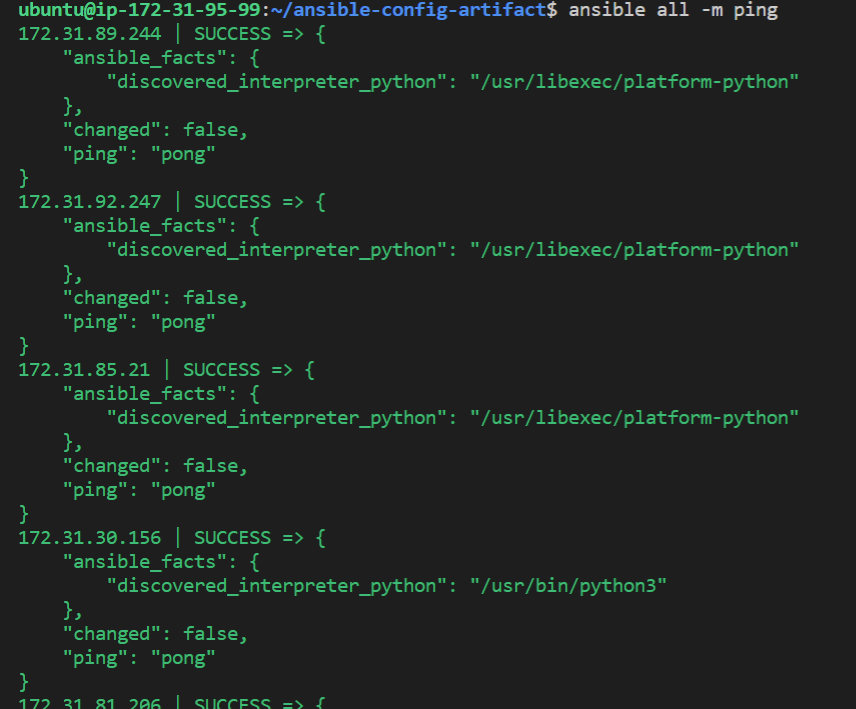 ubuntu@ip-172-31-95-99:~/ansible-config-artifact$ ansible all -m ping
172.31.89.244 | SUCCESS => {
    "ansible_facts": {
        "discovered_interpreter_python": "/usr/libexec/platform-python"
    },
    "changed": false,
    "ping": "pong"
}
172.31.92.247 | SUCCESS => {
    "ansible_facts": {
        "discovered_interpreter_python": "/usr/libexec/platform-python"
    },
    "changed": false,
    "ping": "pong"
}
172.31.85.21 | SUCCESS => {
    "ansible_facts": {
        "discovered_interpreter_python": "/usr/libexec/platform-python"
    },
    "changed": false,
    "ping": "pong"
}
172.31.30.156 | SUCCESS => {
    "ansible_facts": {
        "discovered_interpreter_python": "/usr/bin/python3"
    },
    "changed": false,
    "ping": "pong"
}
172.31.81.206 | SUCCESS => {